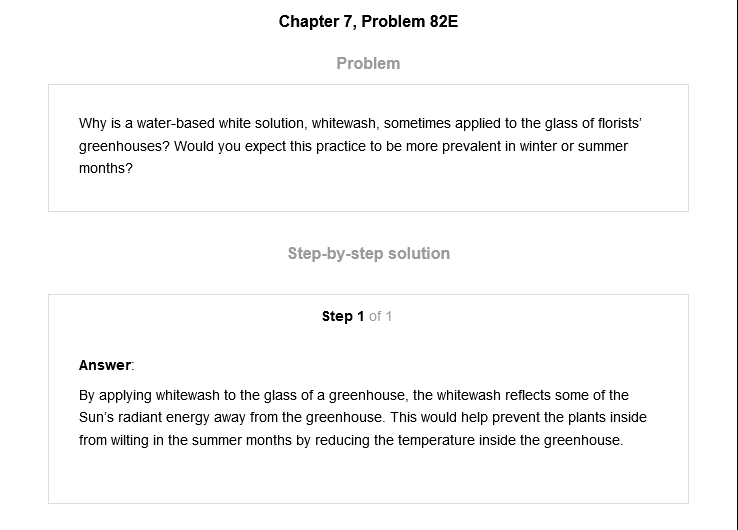 Chapter 7, Problem 82E
Problem
Why is a water-based white solution, whitewash, sometimes applied to the glass of florists'
greenhouses? Would you expect this practice to be more prevalent in winter or summer
months?
Step-by-step solution
Step 1 of 1
Answer:
By applying whitewash to the glass of a greenhouse, the whitewash reflects some of the
Sun's radiant energy away from the greenhouse. This would help prevent the plants inside
from wilting in the summer months by reducing the temperature inside the greenhouse.